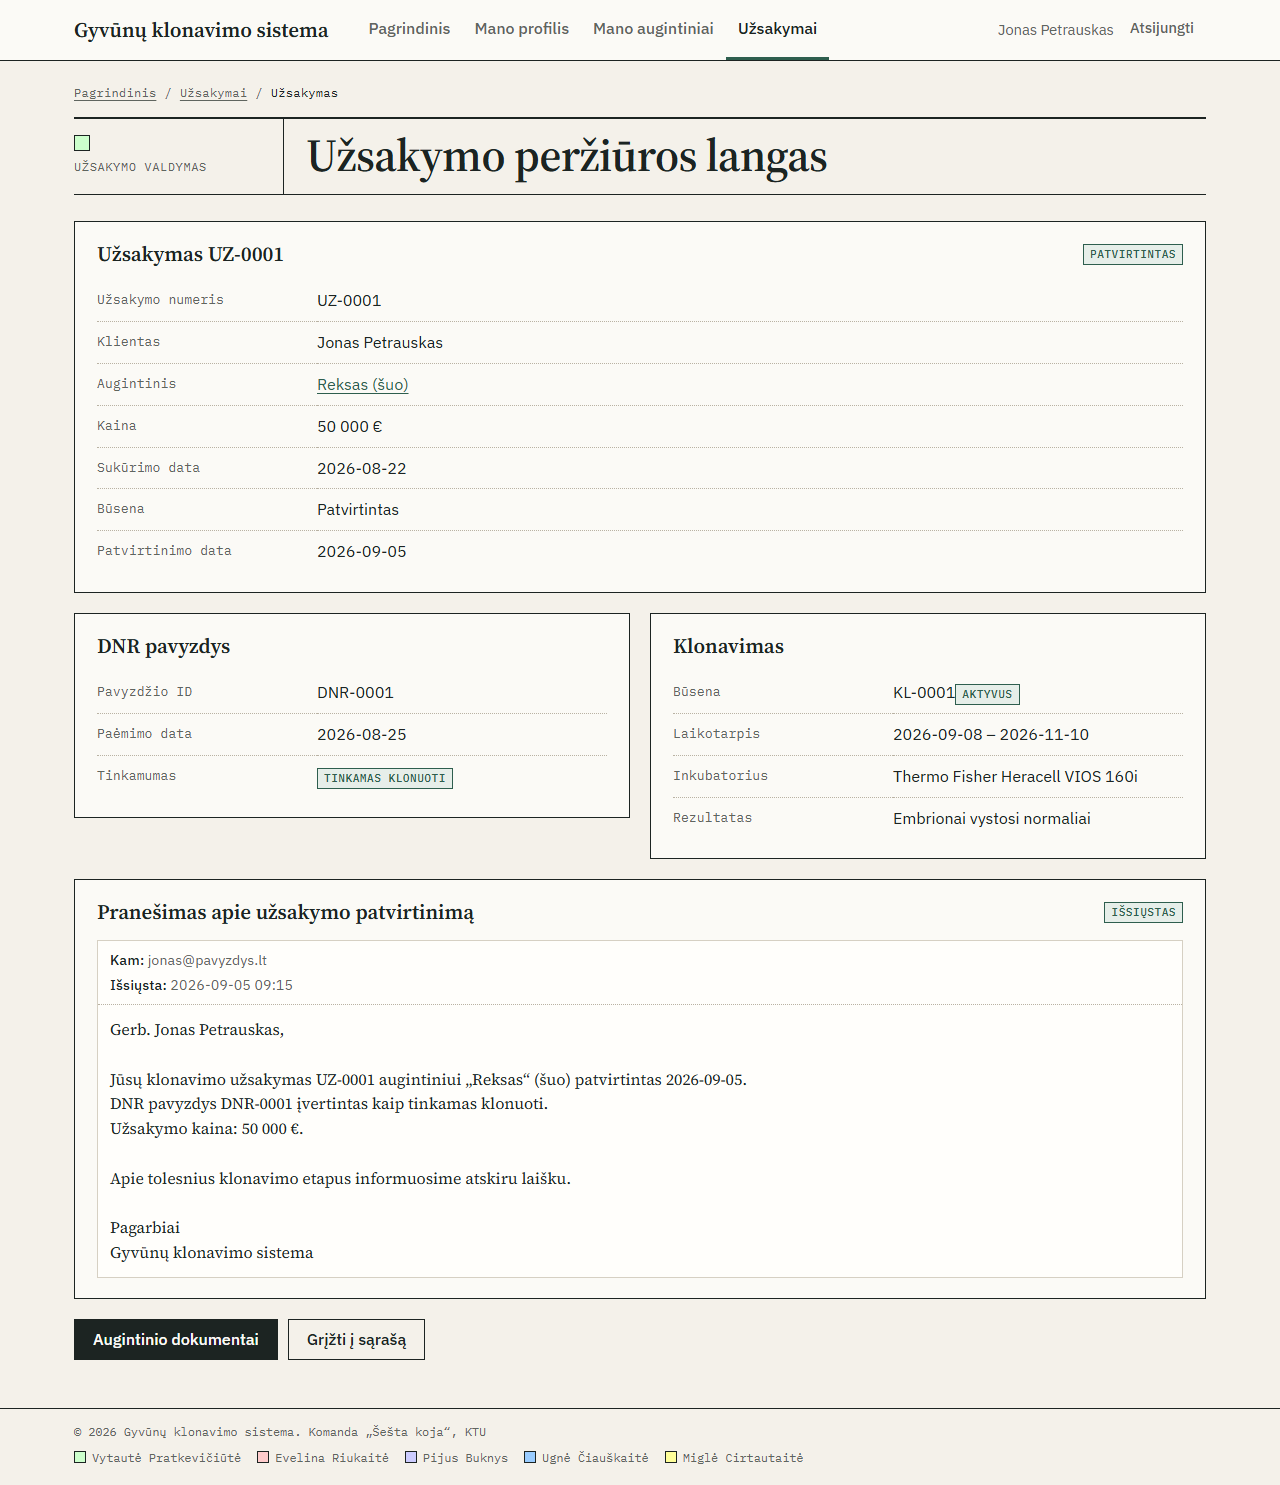 Gyvūnų klonavimo sistema Pagrindinis Mano profilis Mano augintiniai Užsakymai Jonas Petrauskas Atsijungti
Pagrindinis / Užsakymai / Užsakymas
UŽSAKYMO VALDYMAS
Užsakymo peržiūros langas
Užsakymas UZ-0001 PATVIRTINTAS
Užsakymo numeris UZ-0001
Klientas Jonas Petrauskas
Augintinis Reksas (šuo)
Kaina 50 000 €
Sukūrimo data 2026-08-22
Būsena Patvirtintas
Patvirtinimo data 2026-09-05
DNR pavyzdys
Pavyzdžio ID DNR-0001
Paėmimo data 2026-08-25
Tinkamumas TINKAMAS KLONUOTI
Klonavimas
Būsena KL-0001 AKTYVUS
Laikotarpis 2026-09-08 – 2026-11-10
Inkubatorius Thermo Fisher Heracell VIOS 160i
Rezultatas Embrionai vystosi normaliai
Pranešimas apie užsakymo patvirtinimą IŠSIŲSTAS
Kam: jonas@pavyzdys.lt
Išsiųsta: 2026-09-05 09:15
Gerb. Jonas Petrauskas,
Jūsų klonavimo užsakymas UZ-0001 augintiniui „Reksas“ (šuo) patvirtintas 2026-09-05.
DNR pavyzdys DNR-0001 įvertintas kaip tinkamas klonuoti.
Užsakymo kaina: 50 000 €.
Apie tolesnius klonavimo etapus informuosime atskiru laišku.
Pagarbiai
Gyvūnų klonavimo sistema
Augintinio dokumentai Grįžti į sąrašą
© 2026 Gyvūnų klonavimo sistema. Komanda „Šešta koja“, KTU
Vytautė Pratkevičiūtė Evelina Riukaitė Pijus Buknys Ugnė Čiauškaitė Miglė Cirtautaitė